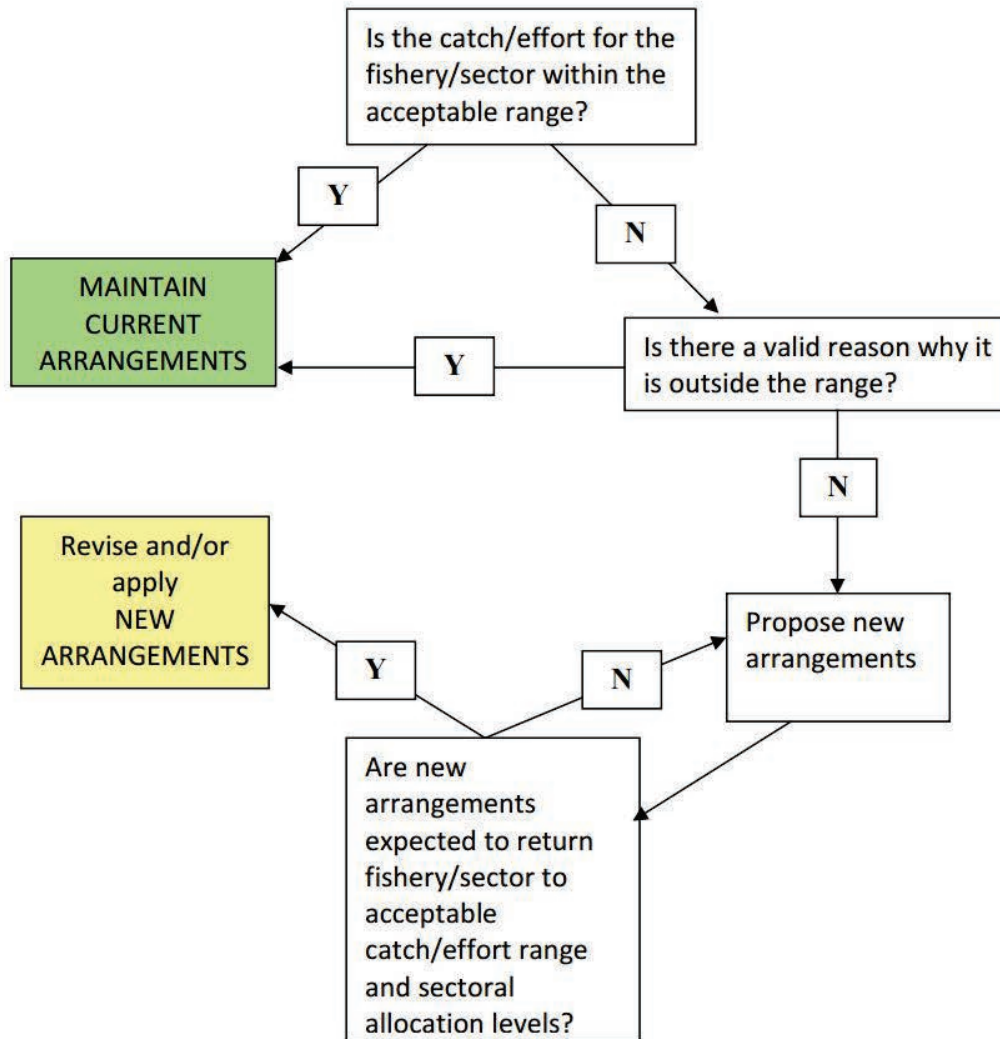 Is the catch/effort for the
fishery/sector within the
acceptable range?
Y
N
MAINTAIN
CURRENT
ARRANGEMENTS
Y
Is there a valid reason why it
is outside the range?
N
Revise and/or
apply
NEW
ARRANGEMENTS
Propose new
arrangements
Y
N
Are new
arrangements
expected to return
fishery/sector to
acceptable
catch/effort range
and sectoral
allocation levels?